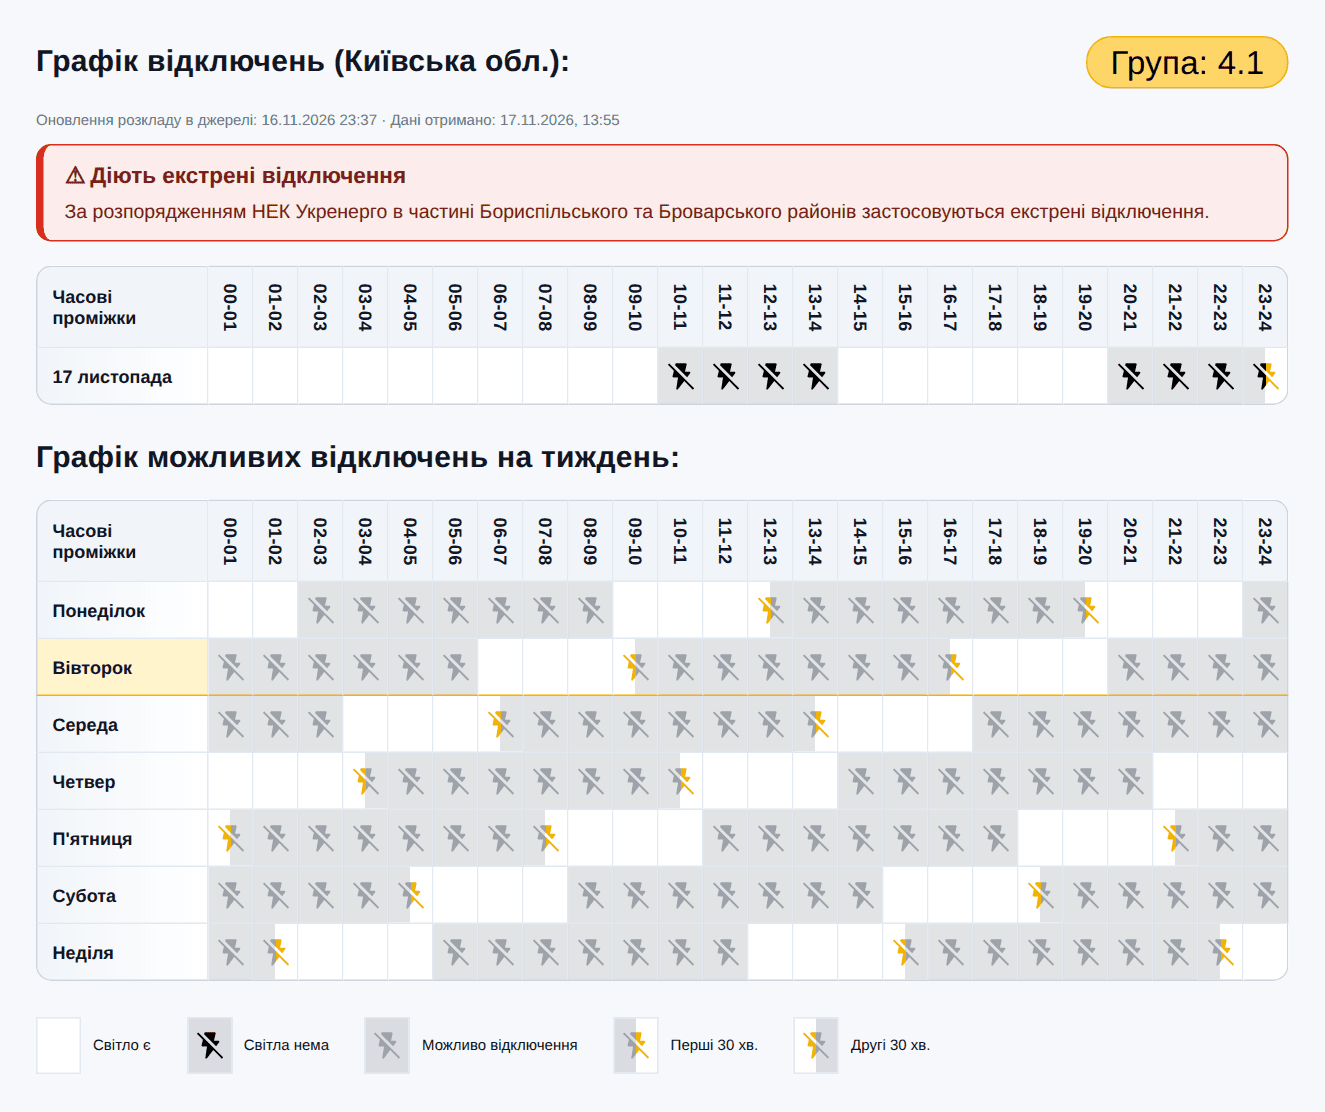 Графік відключень (Київська обл.):
Група: 4.1
Оновлення розкладу в джерелі: 16.11.2026 23:37 · Дані отримано: 17.11.2026, 13:55
⚠ Діють екстрені відключення
За розпорядженням НЕК Укренерго в частині Бориспільського та Броварського районів застосовуються екстрені відключення.
Часові проміжки 00-01 01-02 02-03 03-04 04-05 05-06 06-07 07-08 08-09 09-10 10-11 11-12 12-13 13-14 14-15 15-16 16-17 17-18 18-19 19-20 20-21 21-22 22-23 23-24
17 листопада
Графік можливих відключень на тиждень:
Часові проміжки 00-01 01-02 02-03 03-04 04-05 05-06 06-07 07-08 08-09 09-10 10-11 11-12 12-13 13-14 14-15 15-16 16-17 17-18 18-19 19-20 20-21 21-22 22-23 23-24
Понеділок
Вівторок
Середа
Четвер
П'ятниця
Субота
Неділя
Світло є Світла нема Можливо відключення Перші 30 хв. Другі 30 хв.